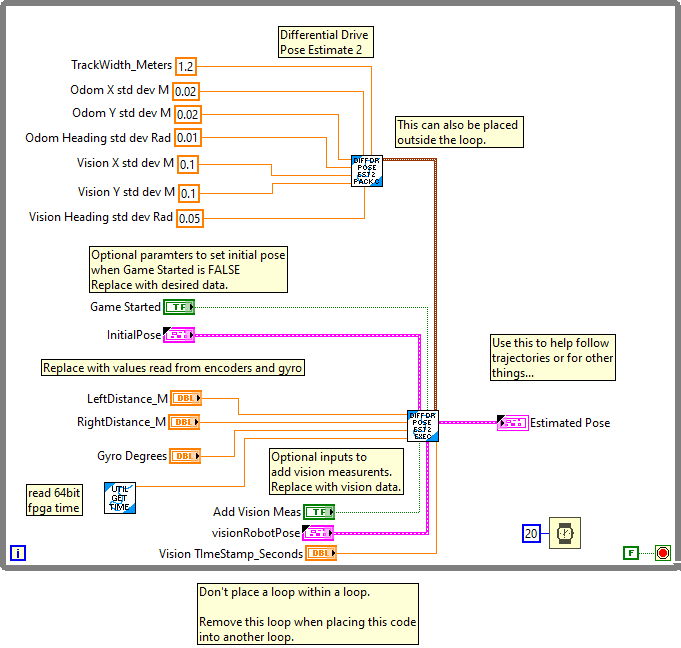 Differential Drive
Pose Estimate 2
TrackWidth_Meters 1.2
Odom X std dev M 0.02
Odom Y std dev M 0.02
Odom Heading std dev Rad 0.01
Vision X std dev M 0.1
Vision Y std dev M 0.1
Vision Heading std dev Rad 0.05
This can also be placed
outside the loop.
DIFFDR
POSE
EST2
PACKC
Optional paramters to set initial pose
when Game Started is FALSE
Replace with desired data.
Game Started TF
InitialPose
Replace with values read from encoders and gyro
LeftDistance_M DBL
RightDistance_M DBL
Gyro Degrees DBL
DIFFDR
POSE
EST2
EXEC
Use this to help follow
trajectories or for other
things...
Estimated Pose
read 64bit
fpga time
UTIL
GET
TIME
Optional inputs to
add vision measurents.
Replace with vision data.
Add Vision Meas TF
visionRobotPose
Vision TImeStamp_Seconds DBL
20
i
F
Don't place a loop within a loop.
Remove this loop when placing this code
into another loop.